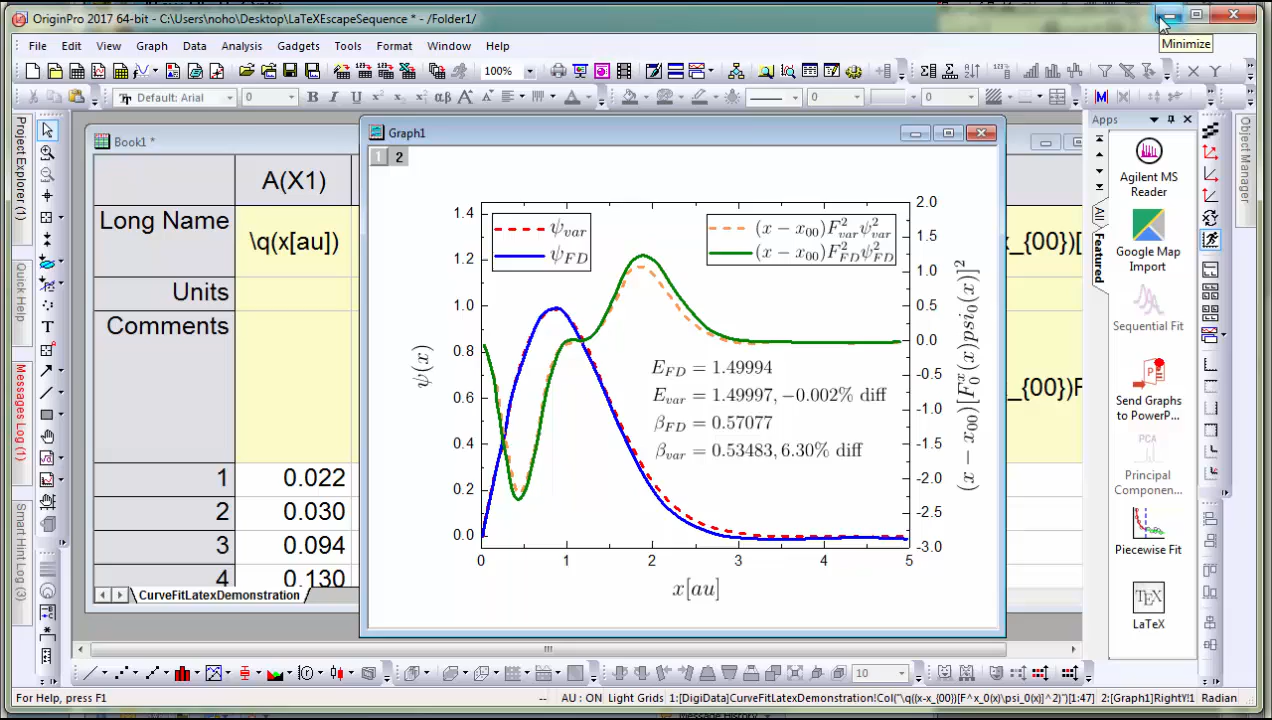 OriginPro 2017 64-bit - C:\Users\noho\Desktop\LaTeXEscapeSequence * - /Folder1/
Minimize
File Edit View Graph Data Analysis Gadgets Tools Format Window Help
100%
Default: Arial 0 B I U αβ A A A 0 0
Project Explorer (1)
Quick Help
Messages Log (1)
Smart Hint Log (3)
Book1 *
A(X1)
Long Name \q(x[au])
Units
Comments
1 0.022
2 0.030
3 0.094
4 0.130
CurveFitLatexDemonstration
x_{00})[
_{00})F
Graph1
1 2
ψ_var
ψ_FD
(x − x_00)F²_var ψ²_var
(x − x_00)F²_FD ψ²_FD
1.4
1.2
1.0
0.8
0.6
0.4
0.2
0.0
ψ(x)
E_FD = 1.49994
E_var = 1.49997, −0.002% diff
β_FD = 0.57077
β_var = 0.53483, 6.30% diff
2.0
1.5
1.0
0.5
0.0
-0.5
-1.0
-1.5
-2.0
-2.5
-3.0
(x − x_00)[F^x_0(x)psi_0(x)]²
0 1 2 3 4 5
x[au]
Apps
All
Featured
Agilent MS
Reader
Google Map
Import
Sequential Fit
Send Graphs
to PowerP...
PCA
Principal
Componen...
Piecewise Fit
TEX
LaTeX
Object Manager
10
For Help, press F1 -- AU : ON Light Grids 1:[DigiData]CurveFitLatexDemonstration!Col("\q((x-x_{00})[F^x_0(x)\psi_0(x)]^2)")[1:47] 2:[Graph1]RightY!1 Radian